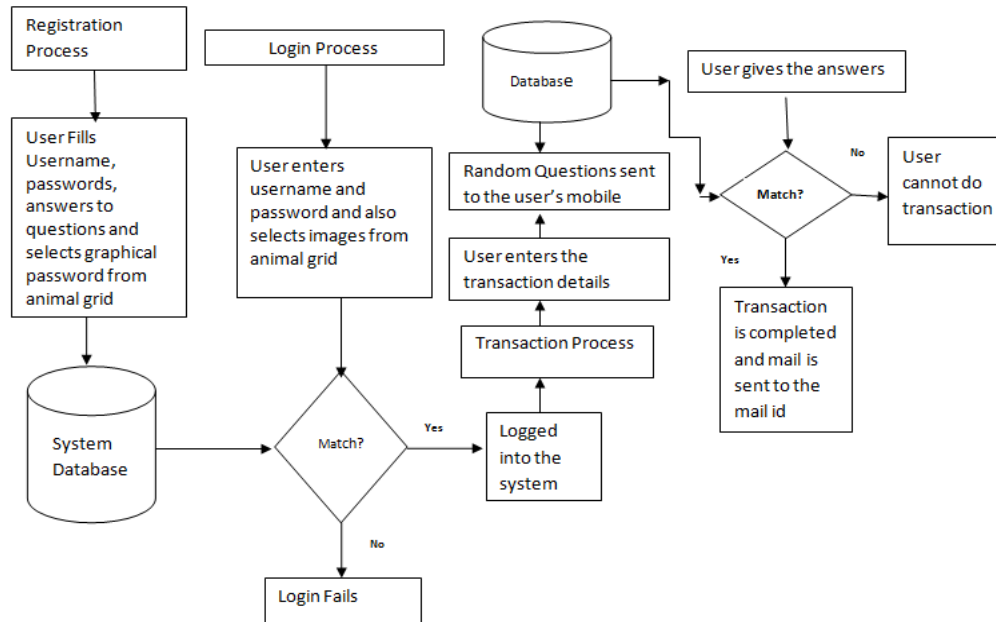 Registration
Process
User Fills
Username,
passwords,
answers to
questions and
selects graphical
password from
animal grid
System
Database
Login Process
User enters
username and
password and also
selects images from
animal grid
Match?
Yes
No
Login Fails
Logged
into the
system
Transaction Process
User enters the
transaction details
Random Questions sent
to the user's mobile
Database
User gives the answers
Match?
No
User
cannot do
transaction
Yes
Transaction
is completed
and mail is
sent to the
mail id